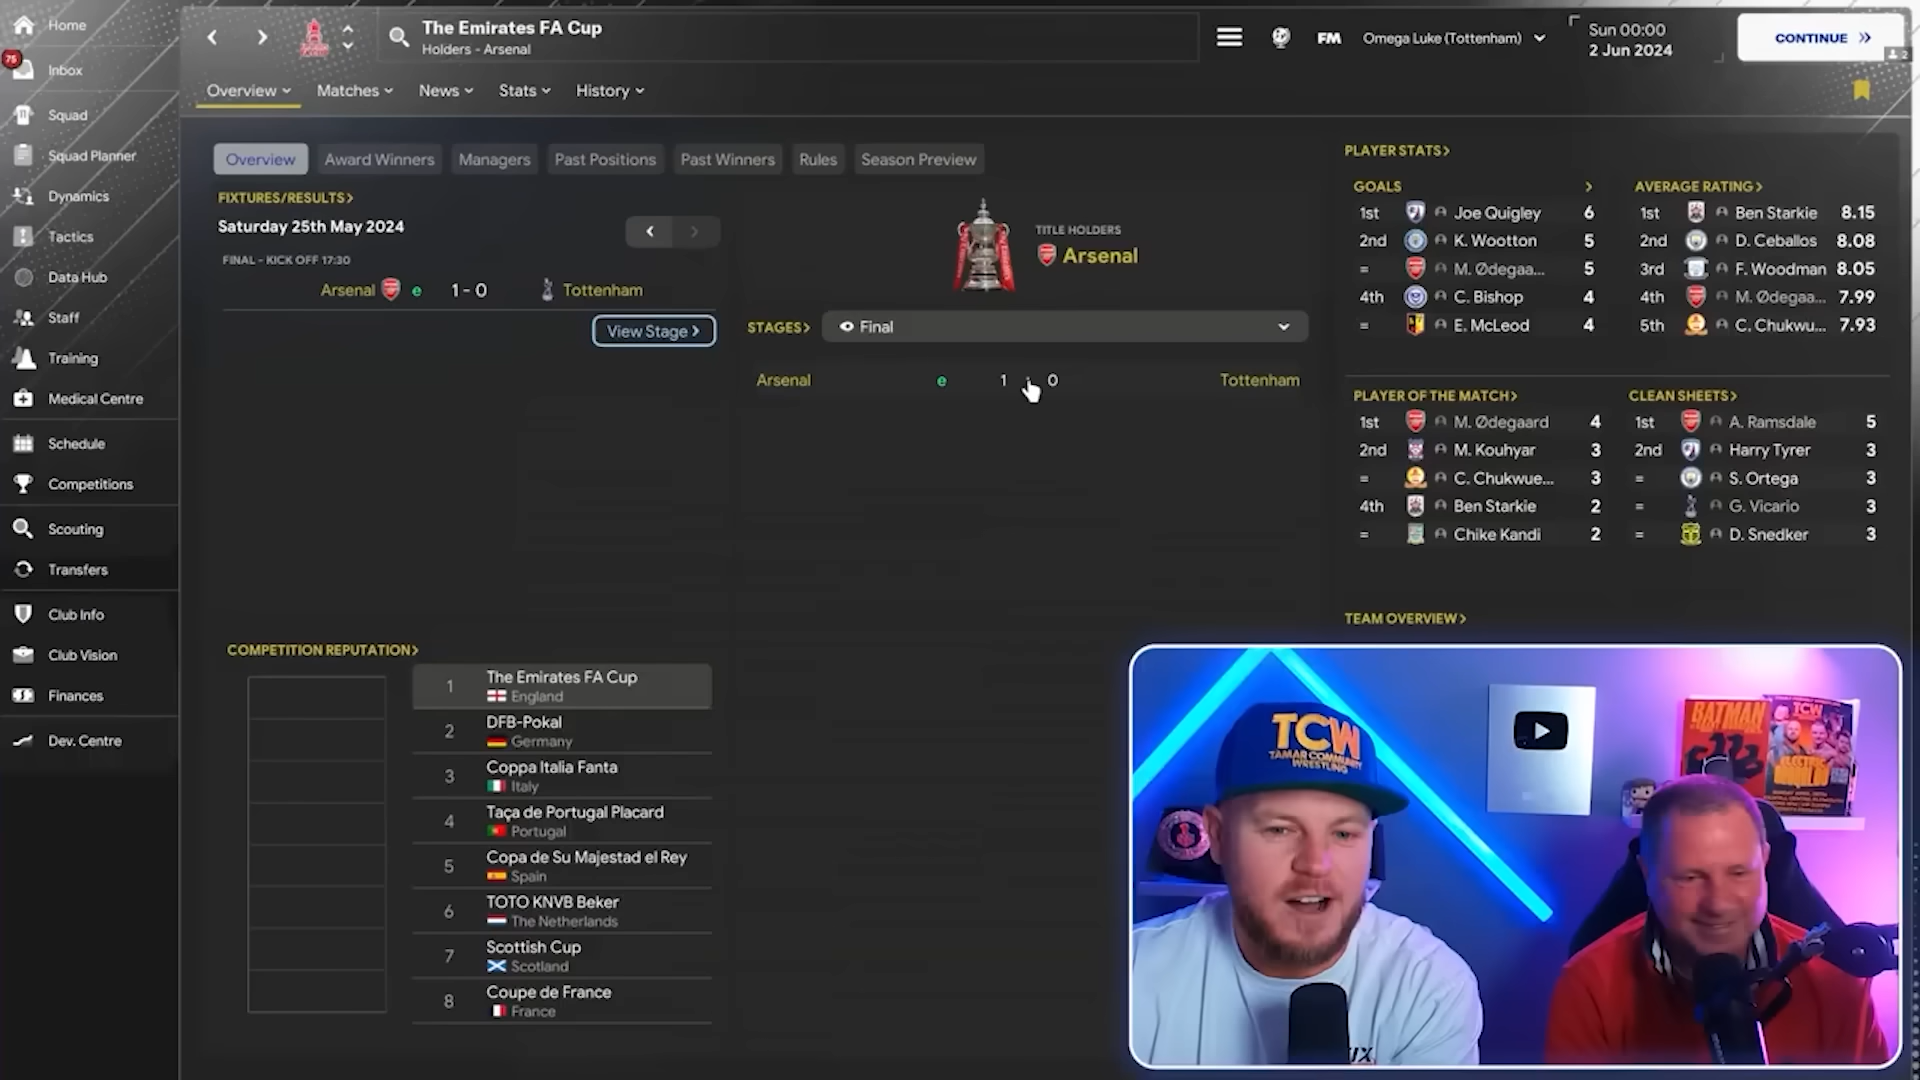 Home
75
Inbox
Squad
Squad Planner
Dynamics
Tactics
Data Hub
Staff
Training
Medical Centre
Schedule
Competitions
Scouting
Transfers
Club Info
Club Vision
Finances
Dev. Centre
The Emirates FA Cup
Holders - Arsenal
FM
Omega Luke (Tottenham)
Sun 00:00
2 Jun 2024
CONTINUE
2
Overview
Matches
News
Stats
History
Overview
Award Winners
Managers
Past Positions
Past Winners
Rules
Season Preview
FIXTURES/RESULTS>
Saturday 25th May 2024
FINAL - KICK OFF 17:30
Arsenal e 1 - 0 Tottenham
View Stage >
TITLE HOLDERS
Arsenal
STAGES>
Final
Arsenal e 1 - 0 Tottenham
COMPETITION REPUTATION>
1 The Emirates FA Cup
England
2 DFB-Pokal
Germany
3 Coppa Italia Fanta
Italy
4 Taça de Portugal Placard
Portugal
5 Copa de Su Majestad el Rey
Spain
6 TOTO KNVB Beker
The Netherlands
7 Scottish Cup
Scotland
8 Coupe de France
France
PLAYER STATS>
GOALS >
1st Joe Quigley 6
2nd K. Wootton 5
= M. Ødegaa... 5
4th C. Bishop 4
= E. McLeod 4
AVERAGE RATING>
1st Ben Starkie 8.15
2nd D. Ceballos 8.08
3rd F. Woodman 8.05
4th M. Ødegaa... 7.99
5th C. Chukwu... 7.93
PLAYER OF THE MATCH>
1st M. Ødegaard 4
2nd M. Kouhyar 3
= C. Chukwue... 3
4th Ben Starkie 2
= Chike Kandi 2
CLEAN SHEETS>
1st A. Ramsdale 5
2nd Harry Tyrer 3
= S. Ortega 3
= G. Vicario 3
= D. Snedker 3
TEAM OVERVIEW>
TCW
TAMAR COMMUNITY
WRESTLING
BATMAN
TCW